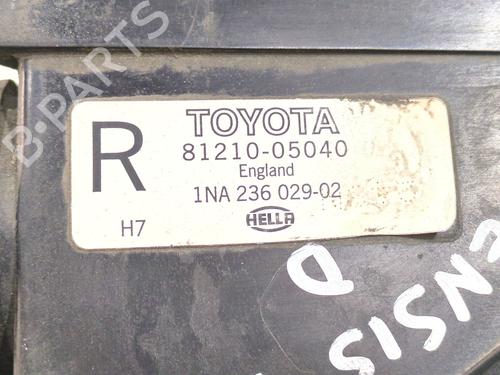 TOYOTA
R
81210-05040
England
1NA 236 029-02
H7
HELLA
D
ENSIS
B-PARTS